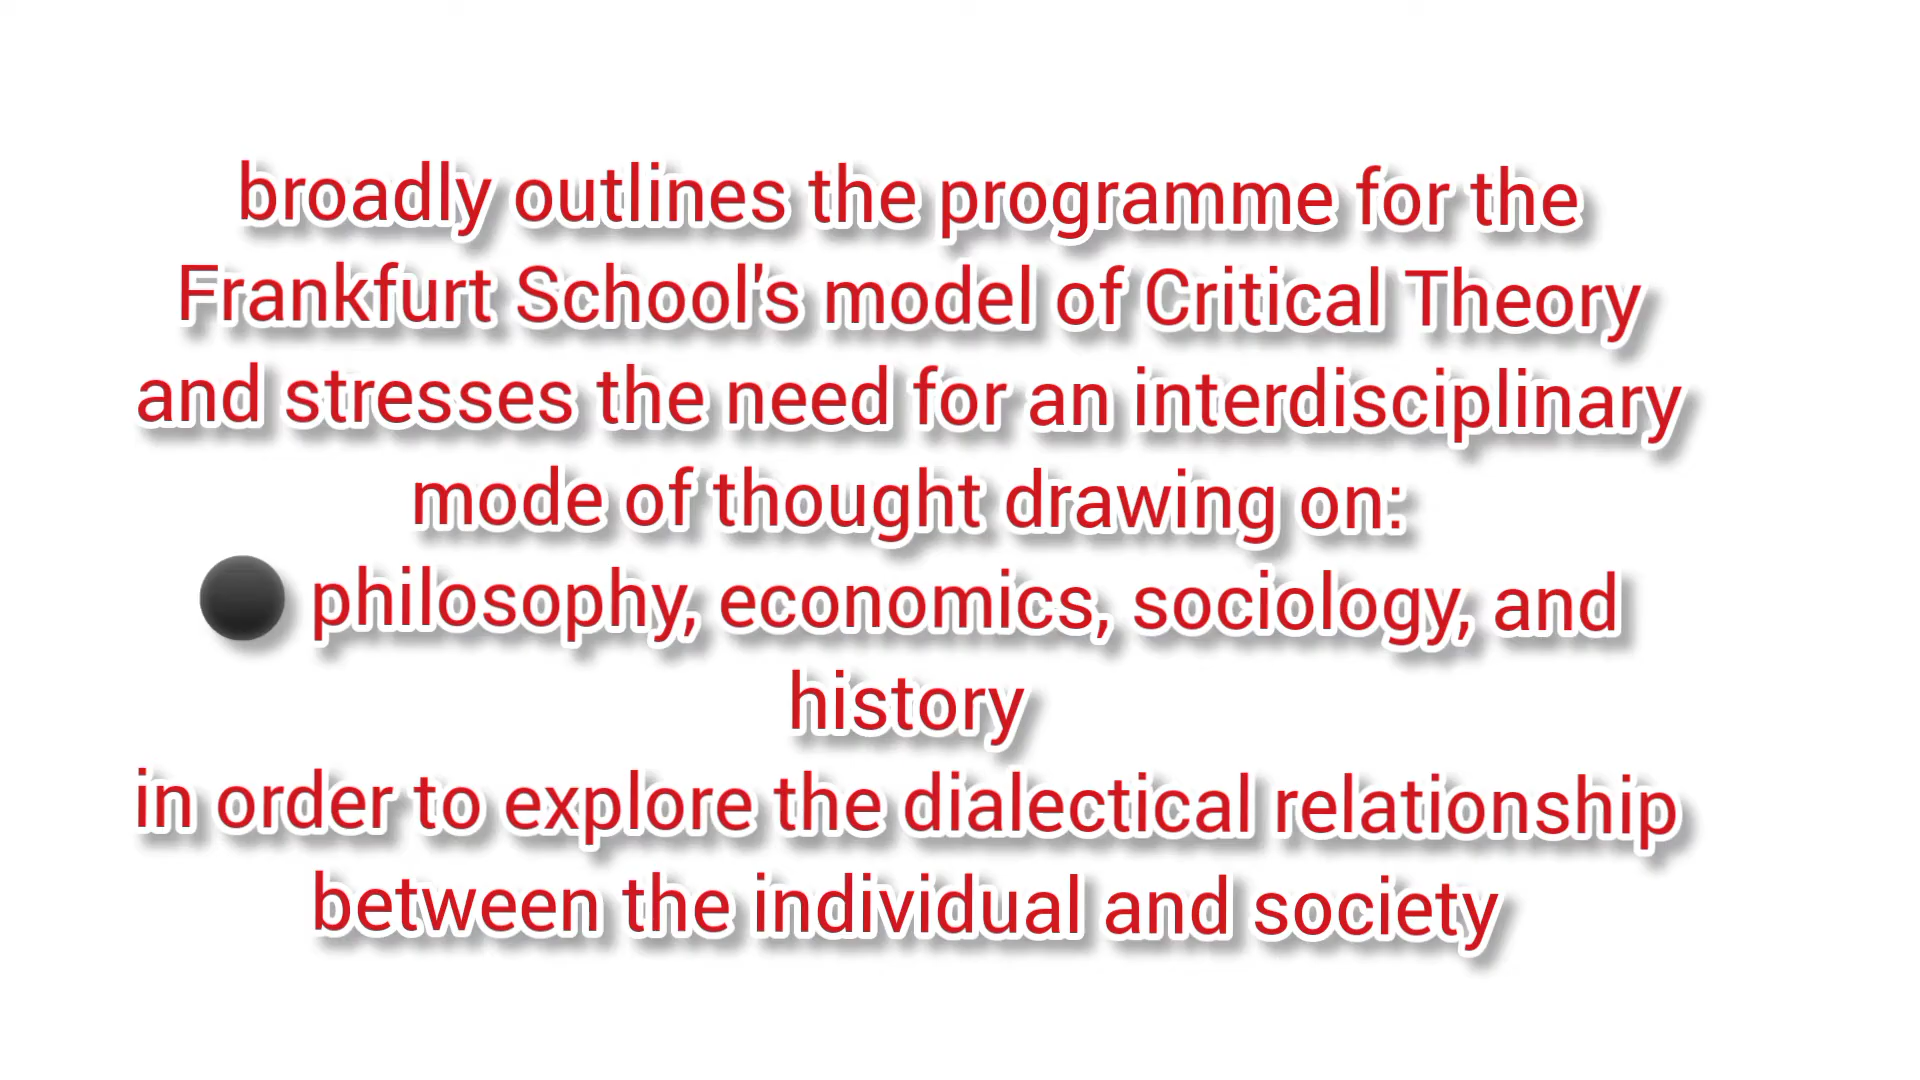 broadly outlines the programme for the
Frankfurt School's model of Critical Theory
and stresses the need for an interdisciplinary
mode of thought drawing on:
⚫ philosophy, economics, sociology, and
history
in order to explore the dialectical relationship
between the individual and society